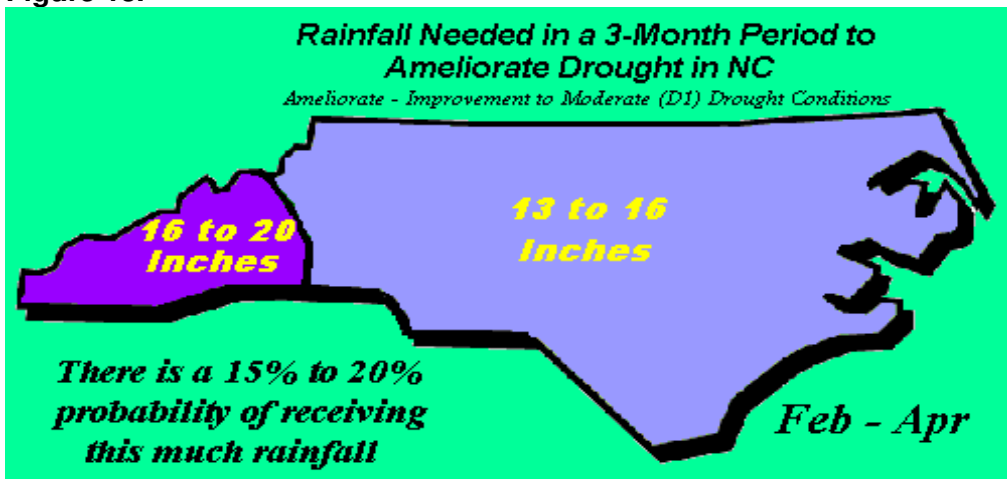 Rainfall Needed in a 3-Month Period to
Ameliorate Drought in NC
Ameliorate - Improvement to Moderate (D1) Drought Conditions
16 to 20
Inches
13 to 16
Inches
There is a 15% to 20%
probability of receiving
this much rainfall
Feb - Apr